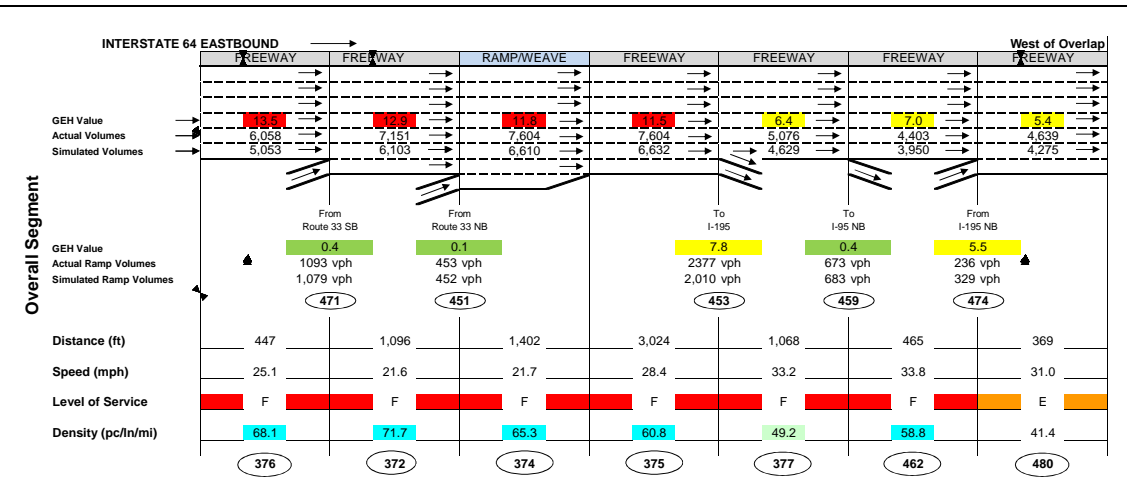 INTERSTATE 64 EASTBOUND West of Overlap
FREEWAY FREEWAY RAMP/WEAVE FREEWAY FREEWAY FREEWAY FREEWAY
GEH Value 13.5 12.9 11.8 11.5 6.4 7.0 5.4
Actual Volumes 6,058 7,151 7,604 7,604 5,076 4,403 4,639
Simulated Volumes 5,053 6,103 6,610 6,632 4,629 3,950 4,275
Overall Segment
From From To To From
Route 33 SB Route 33 NB I-195 I-95 NB I-195 NB
GEH Value 0.4 0.1 7.8 0.4 5.5
Actual Ramp Volumes 1093 vph 453 vph 2377 vph 673 vph 236 vph
Simulated Ramp Volumes 1,079 vph 452 vph 2,010 vph 683 vph 329 vph
471 451 453 459 474
Distance (ft) 447 1,096 1,402 3,024 1,068 465 369
Speed (mph) 25.1 21.6 21.7 28.4 33.2 33.8 31.0
Level of Service F F F F F F E
Density (pc/ln/mi) 68.1 71.7 65.3 60.8 49.2 58.8 41.4
376 372 374 375 377 462 480